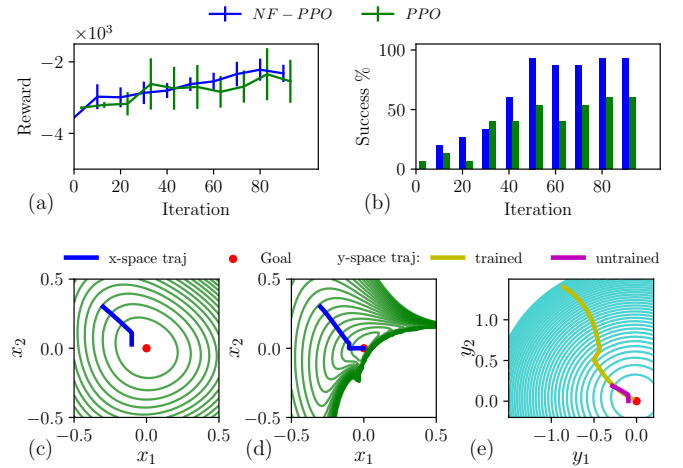 NF − PPO PPO
×10³
Reward
−2
−4
0 20 40 60 80
Iteration
(a)
Success %
100
50
0
0 20 40 60 80
Iteration
(b)
x-space traj Goal y-space traj: trained untrained
x₂
0.5
0.0
−0.5
−0.5 0.0 0.5
x₁
(c)
x₂
0.5
0.0
−0.5
−0.5 0.0 0.5
x₁
(d)
y₂
1.0
0.5
0.0
−1.0 −0.5 0.0
y₁
(e)